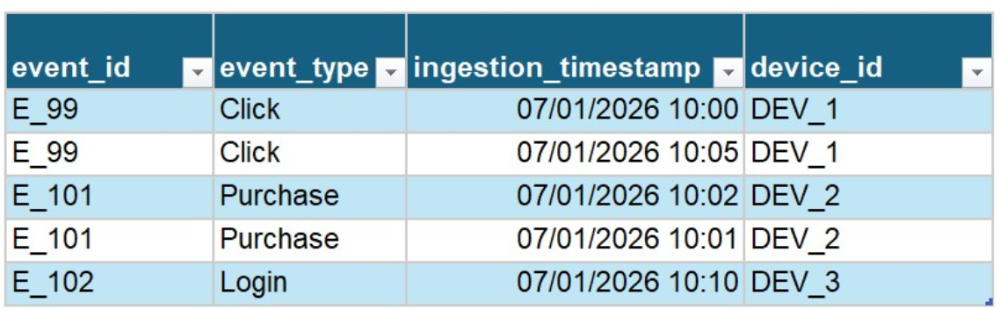 event_id event_type ingestion_timestamp device_id
E_99 Click 07/01/2026 10:00 DEV_1
E_99 Click 07/01/2026 10:05 DEV_1
E_101 Purchase 07/01/2026 10:02 DEV_2
E_101 Purchase 07/01/2026 10:01 DEV_2
E_102 Login 07/01/2026 10:10 DEV_3